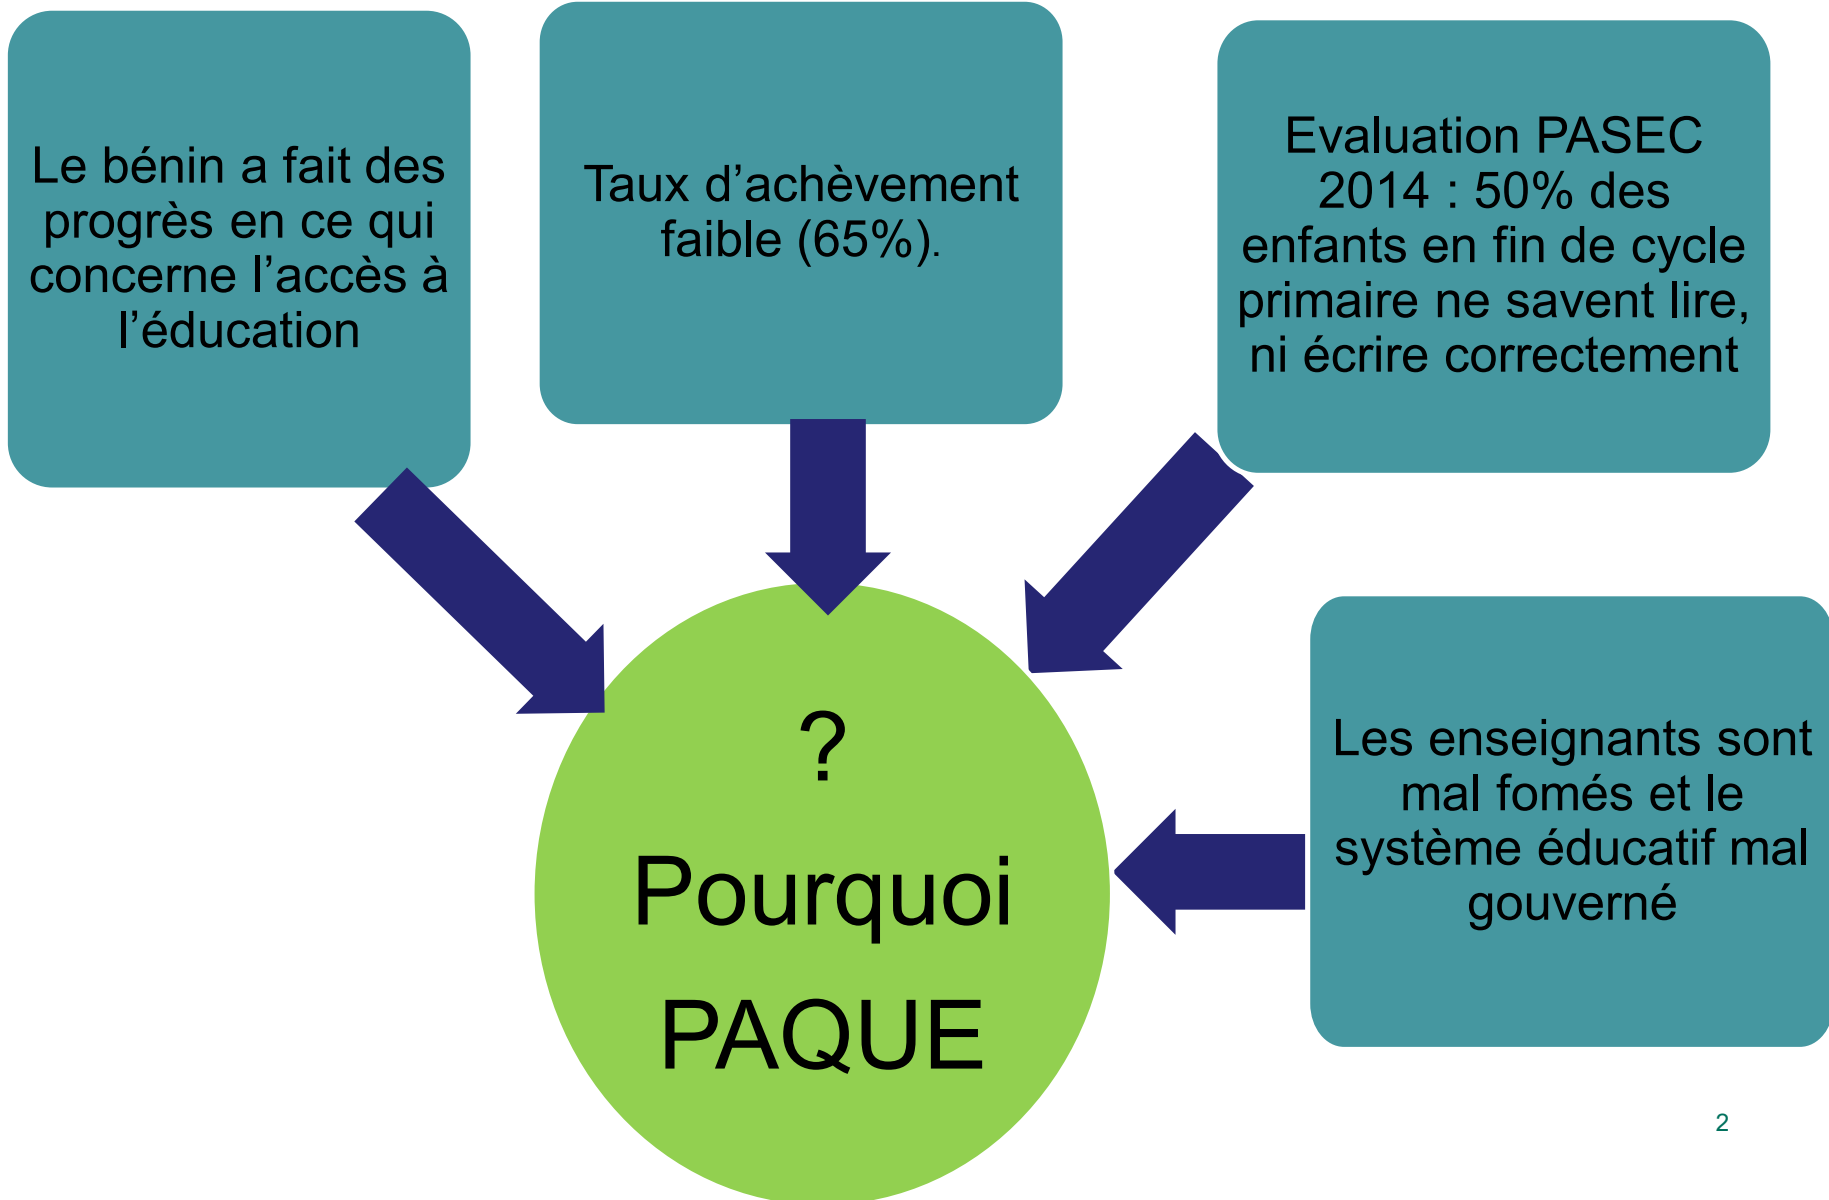 Le bénin a fait des
progrès en ce qui
concerne l’accès à
l’éducation
Taux d’achèvement
faible (65%).
Evaluation PASEC
2014 : 50% des
enfants en fin de cycle
primaire ne savent lire,
ni écrire correctement
Les enseignants sont
mal fomés et le
système éducatif mal
gouverné
?
Pourquoi
PAQUE
2